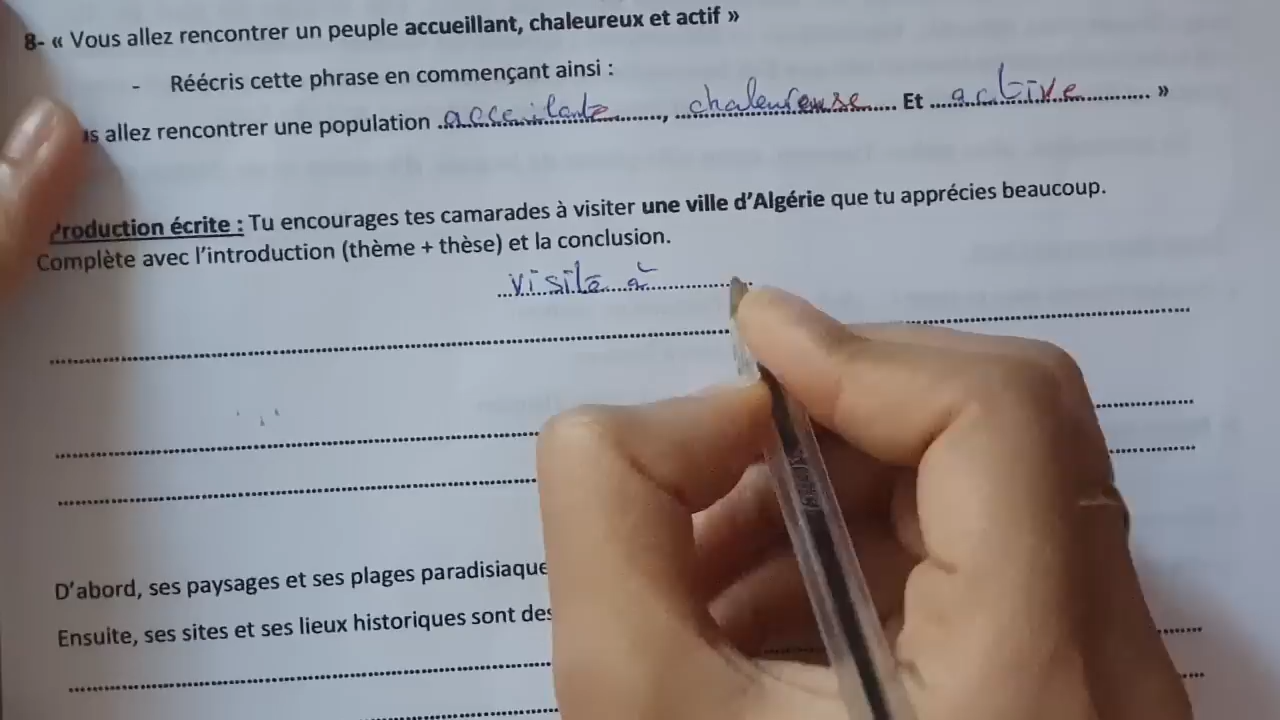 8- « Vous allez rencontrer un peuple accueillant, chaleureux et actif »
- Réécris cette phrase en commençant ainsi :
s allez rencontrer une population ...................., chaleureuse ...... Et ...active............ »
Production écrite : Tu encourages tes camarades à visiter une ville d'Algérie que tu apprécies beaucoup.
Complète avec l'introduction (thème + thèse) et la conclusion.
visite à
D'abord, ses paysages et ses plages paradisiaque
Ensuite, ses sites et ses lieux historiques sont des